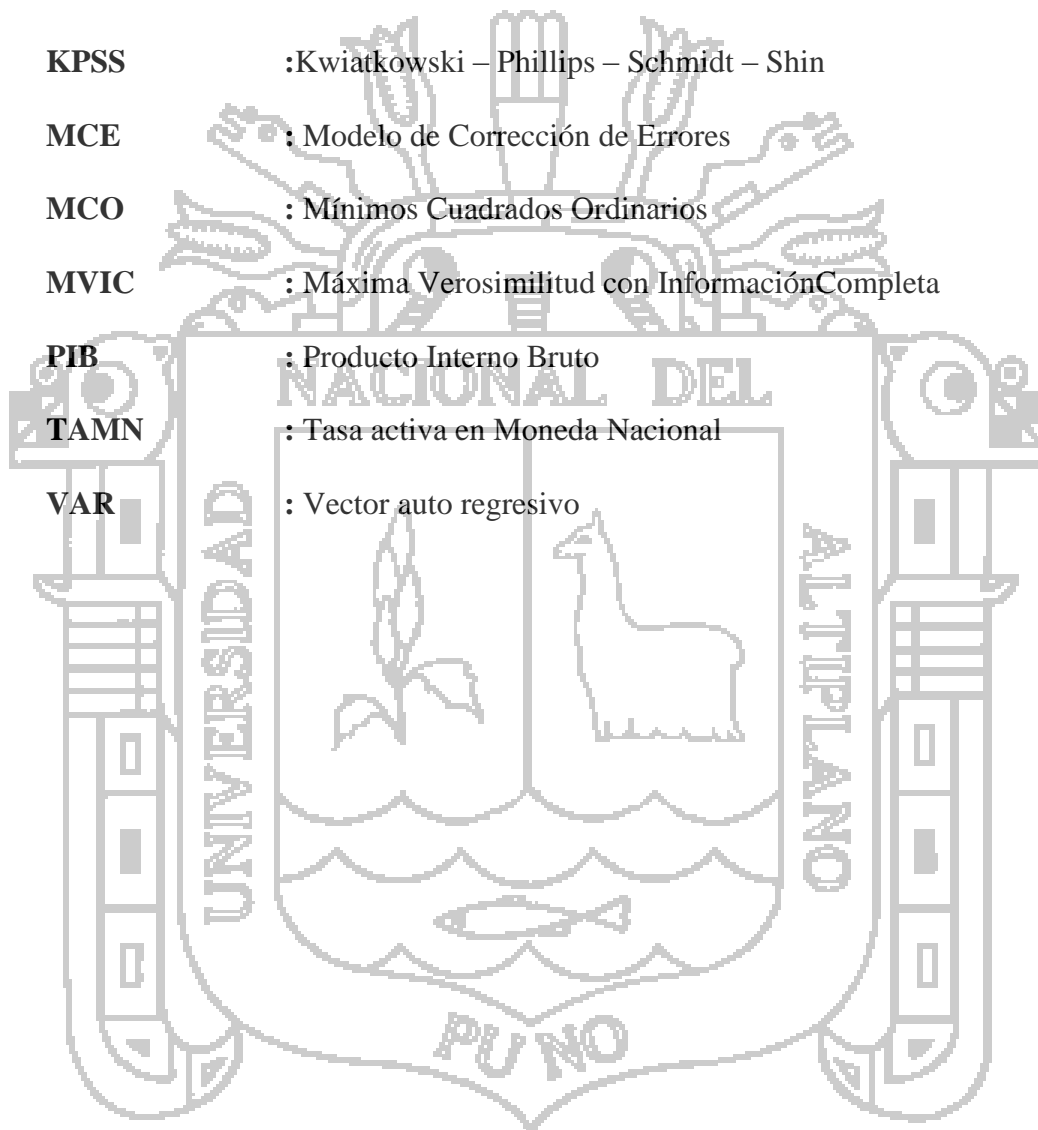 KPSS :Kwiatkowski – Phillips – Schmidt – Shin
MCE : Modelo de Corrección de Errores
MCO : Mínimos Cuadrados Ordinarios
MVIC : Máxima Verosimilitud con InformaciónCompleta
PIB : Producto Interno Bruto
NACIONAL DEL
TAMN : Tasa activa en Moneda Nacional
VAR : Vector auto regresivo
UNIVERSIDAD
ALTIPLANO
PUNO